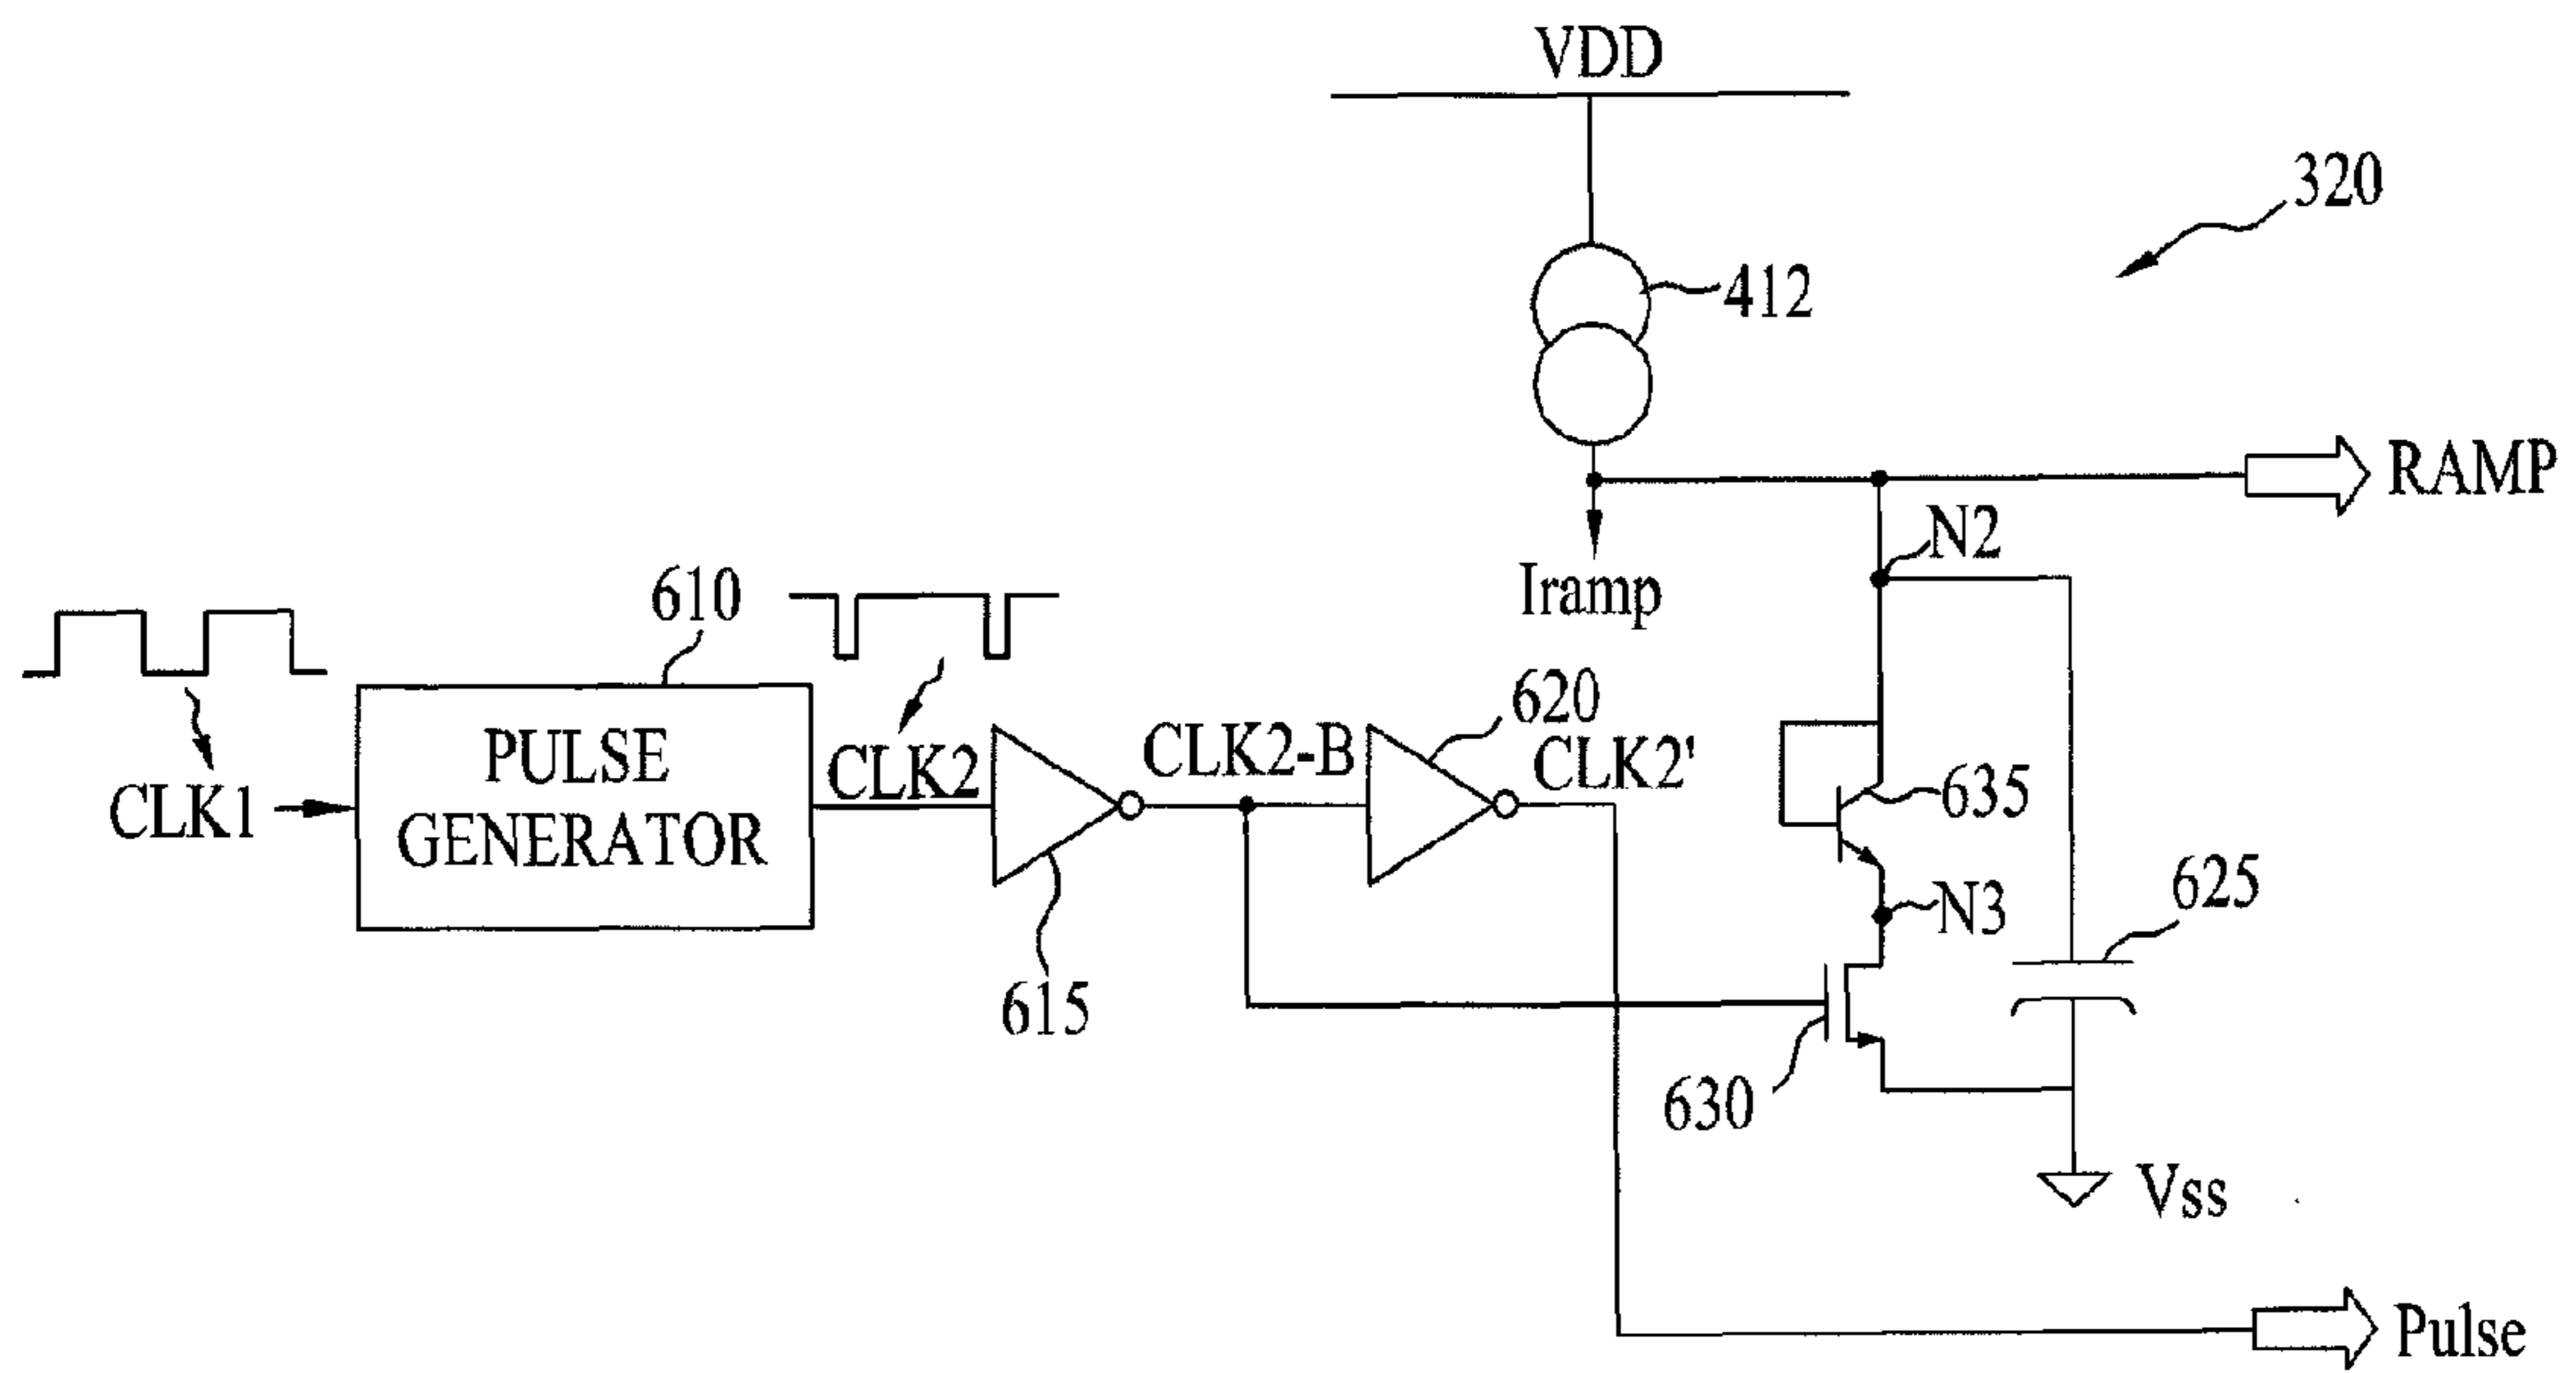 VDD
320
412
RAMP
N2
Iramp
610
620
CLK2
CLK2-B
CLK2'
635
PULSE
GENERATOR
CLK1
N3
625
615
630
Vss
Pulse